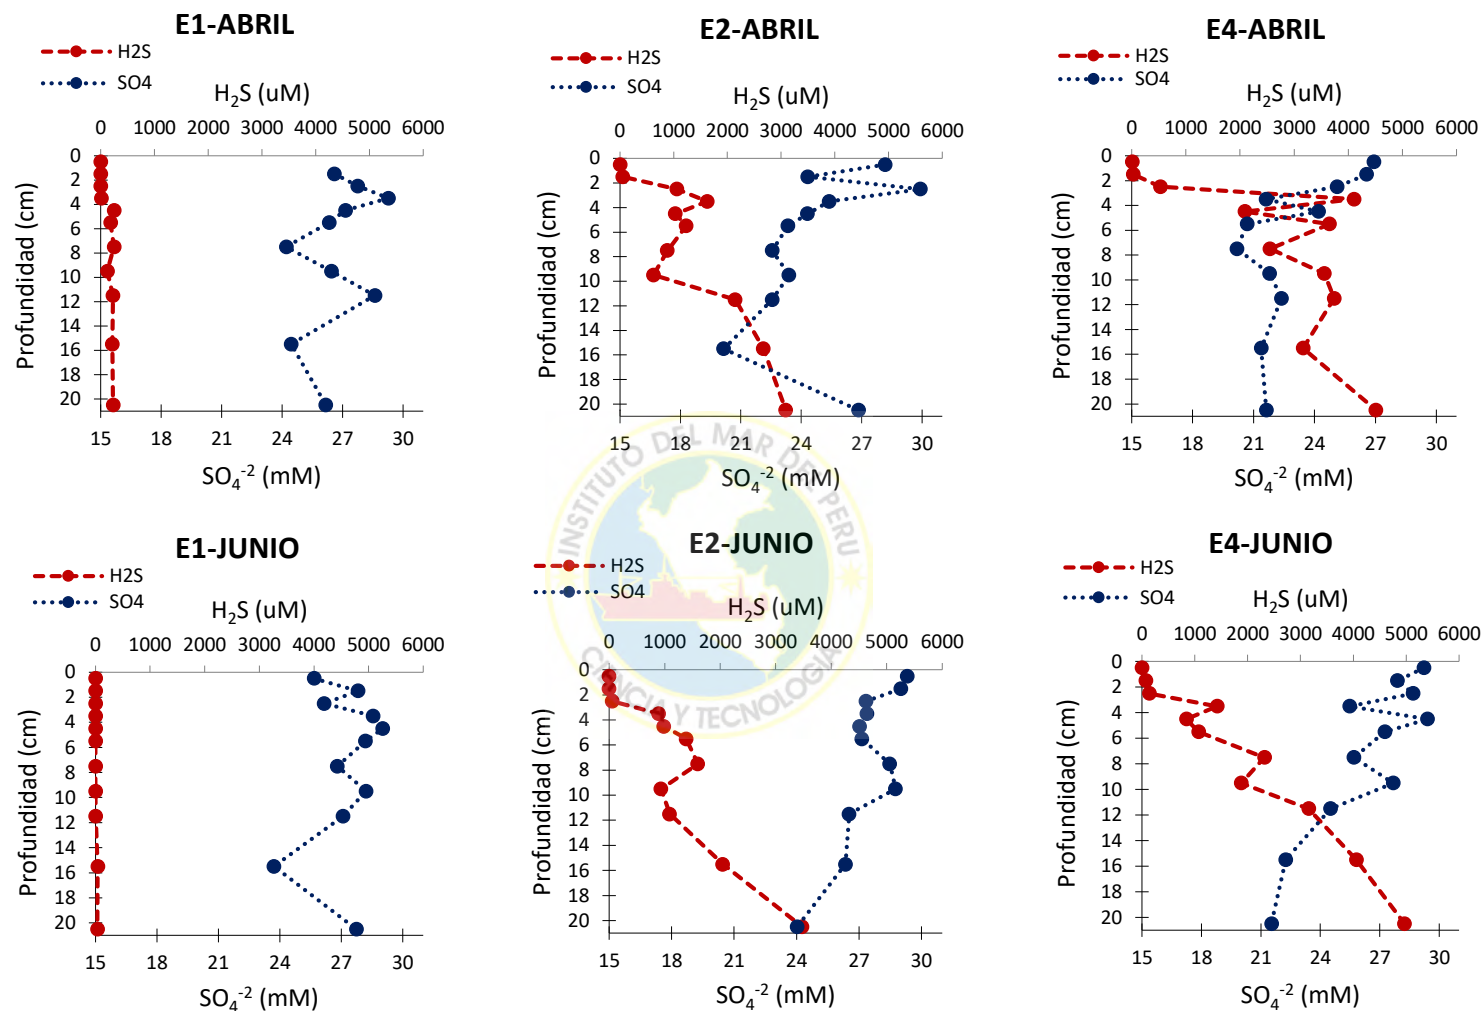 E1-ABRIL
H2S
SO4
H₂S (uM)
0 1000 2000 3000 4000 5000 6000
Profundidad (cm)
0
2
4
6
8
10
12
14
16
18
20
15 18 21 24 27 30
SO₄⁻² (mM)
E2-ABRIL
H2S
SO4
H₂S (uM)
0 1000 2000 3000 4000 5000 6000
Profundidad (cm)
0
2
4
6
8
10
12
14
16
18
20
15 18 21 24 27 30
SO₄⁻² (mM)
E4-ABRIL
H2S
SO4
H₂S (uM)
0 1000 2000 3000 4000 5000 6000
Profundidad (cm)
0
2
4
6
8
10
12
14
16
18
20
15 18 21 24 27 30
SO₄⁻² (mM)
INSTITUTO DEL MAR DEL PERU
CIENCIA Y TECNOLOGIA
E1-JUNIO
H2S
SO4
H₂S (uM)
0 1000 2000 3000 4000 5000 6000
Profundidad (cm)
0
2
4
6
8
10
12
14
16
18
20
15 18 21 24 27 30
SO₄⁻² (mM)
E2-JUNIO
H2S
SO4
H₂S (uM)
0 1000 2000 3000 4000 5000 6000
Profundidad (cm)
0
2
4
6
8
10
12
14
16
18
20
15 18 21 24 27 30
SO₄⁻² (mM)
E4-JUNIO
H2S
SO4
H₂S (uM)
0 1000 2000 3000 4000 5000 6000
Profundidad (cm)
0
2
4
6
8
10
12
14
16
18
20
15 18 21 24 27 30
SO₄⁻² (mM)